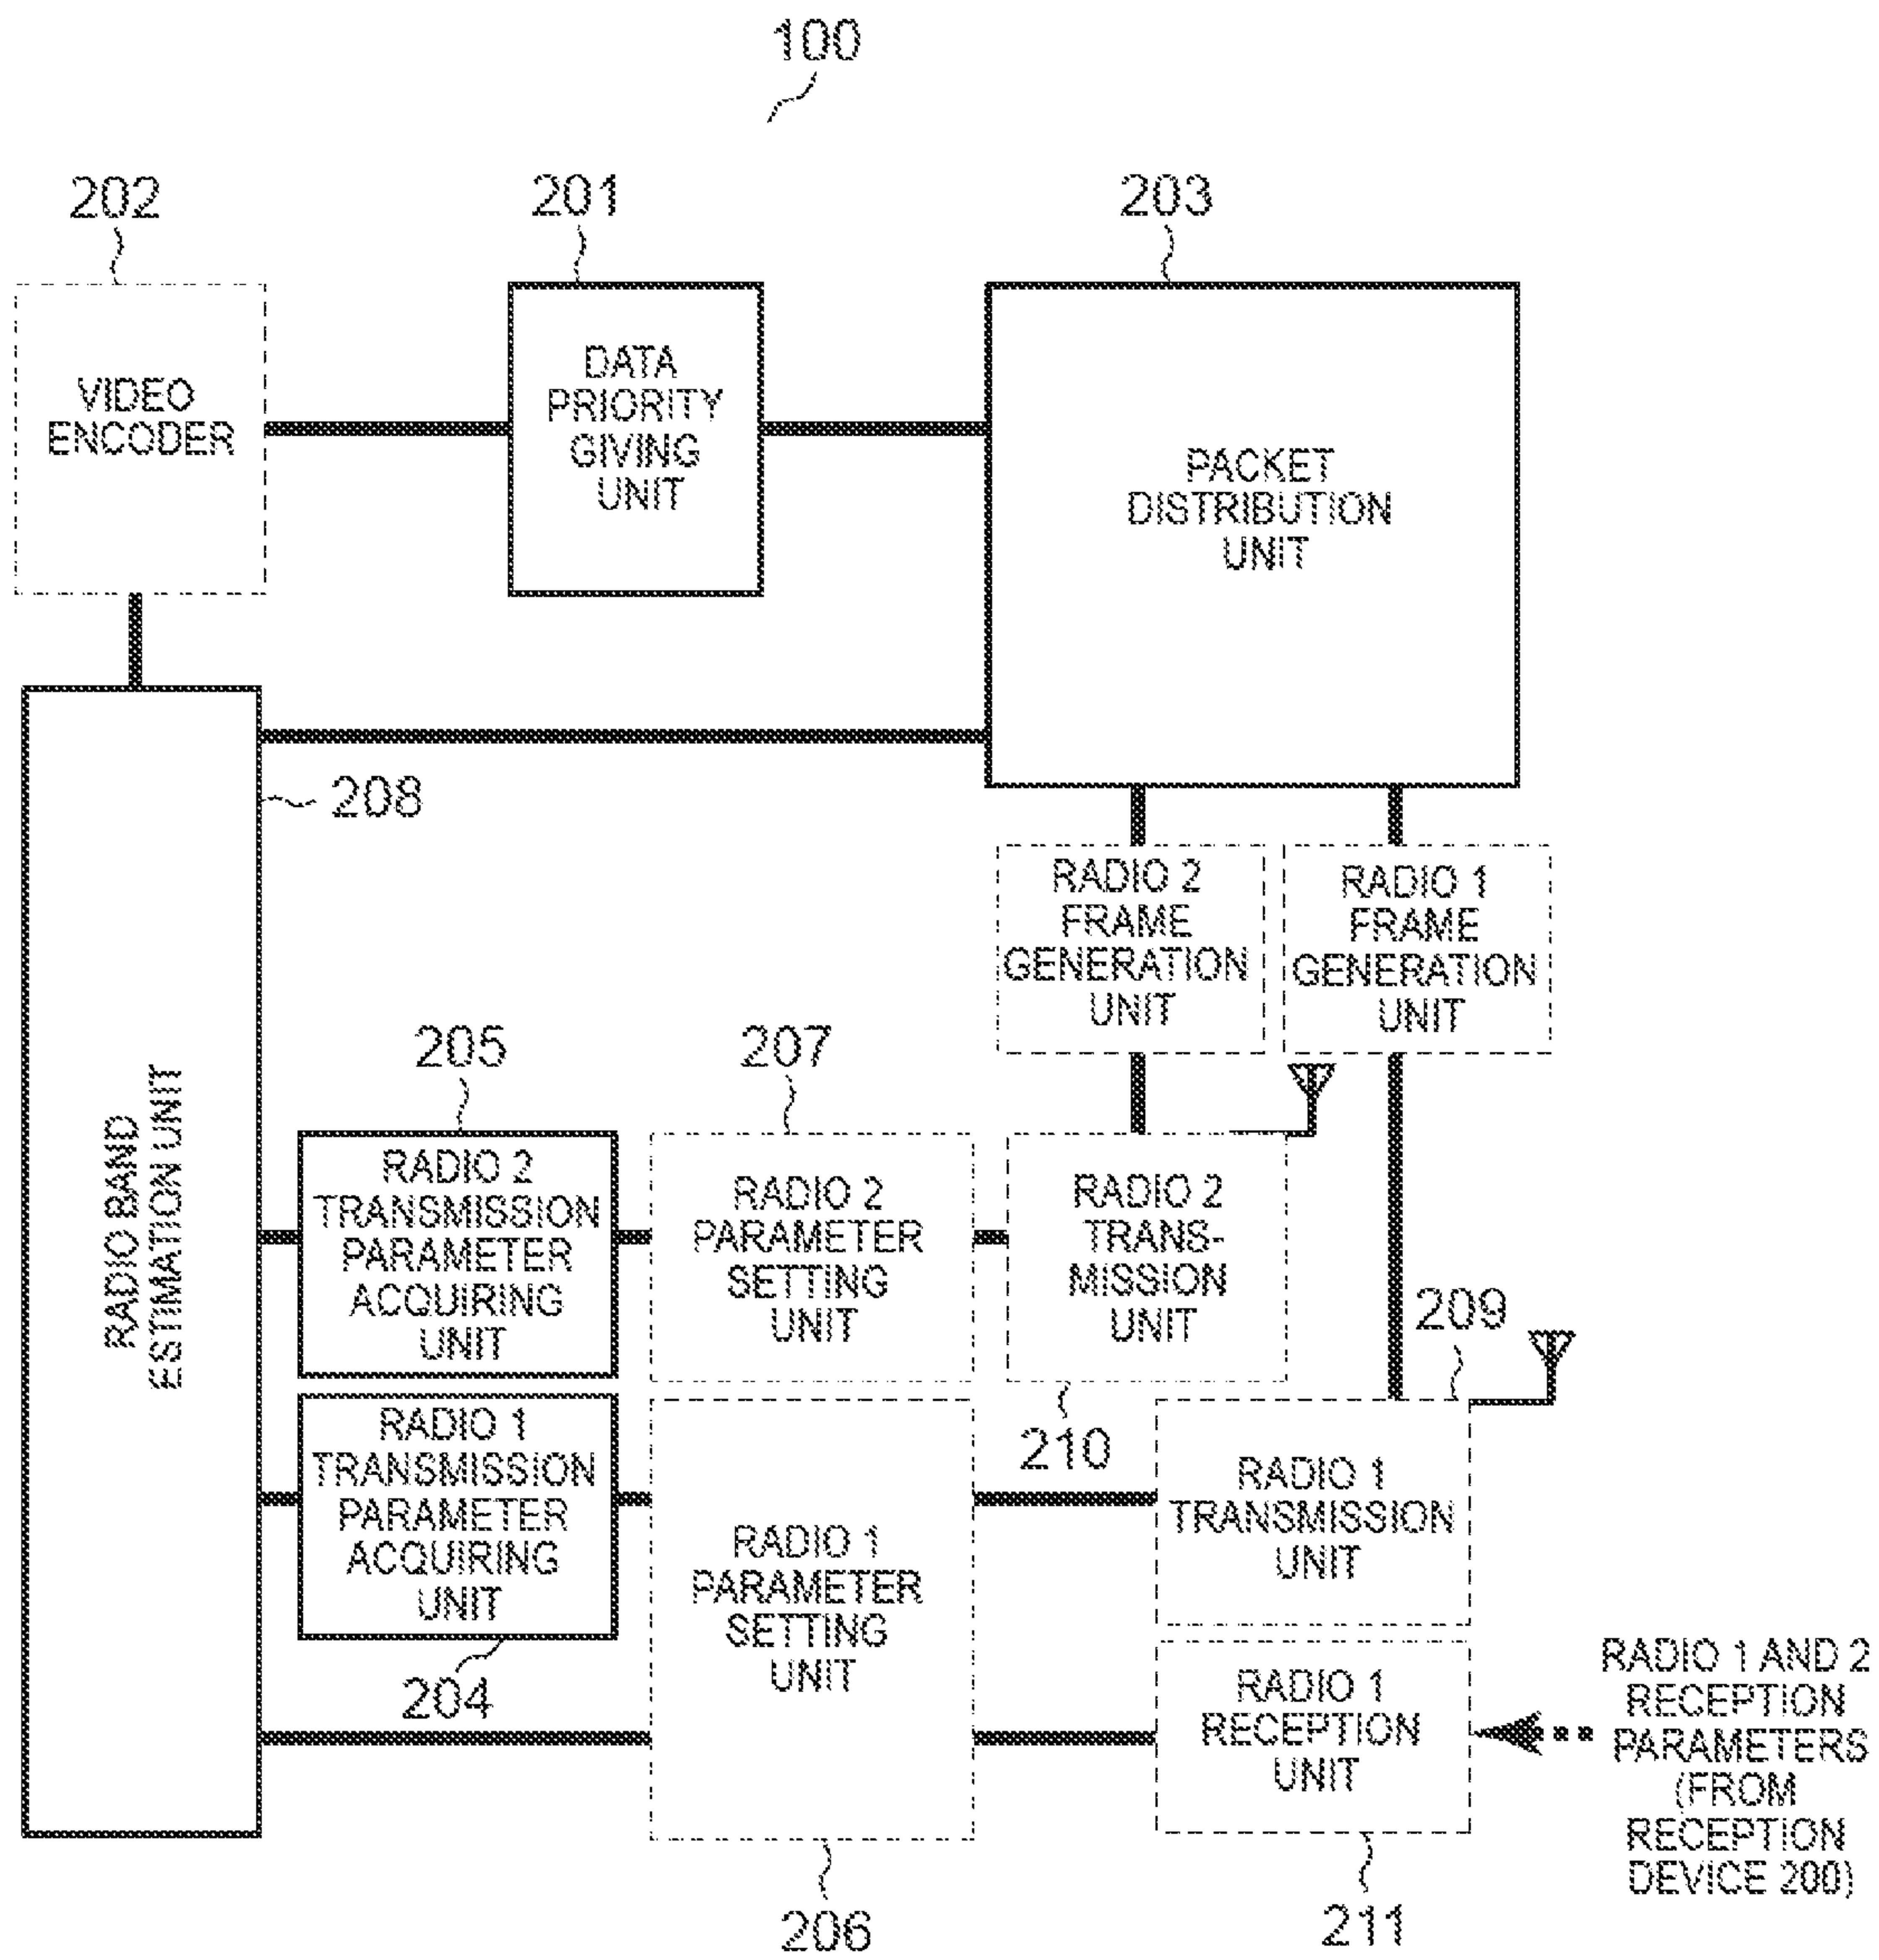 100
202
201
203
VIDEO
ENCODER
DATA
PRIORITY
GIVING
UNIT
PACKET
DISTRIBUTION
UNIT
208
RADIO 2
FRAME
GENERATION
UNIT
RADIO 1
FRAME
GENERATION
UNIT
RADIO BAND
ESTIMATION UNIT
205
207
RADIO 2
TRANSMISSION
PARAMETER
ACQUIRING
UNIT
RADIO 2
PARAMETER
SETTING
UNIT
RADIO 2
TRANS-
MISSION
UNIT
209
210
RADIO 1
TRANSMISSION
PARAMETER
ACQUIRING
UNIT
204
RADIO 1
PARAMETER
SETTING
UNIT
206
RADIO 1
TRANSMISSION
UNIT
RADIO 1
RECEPTION
UNIT
211
RADIO 1 AND 2
RECEPTION
PARAMETERS
(FROM
RECEPTION
DEVICE 200)